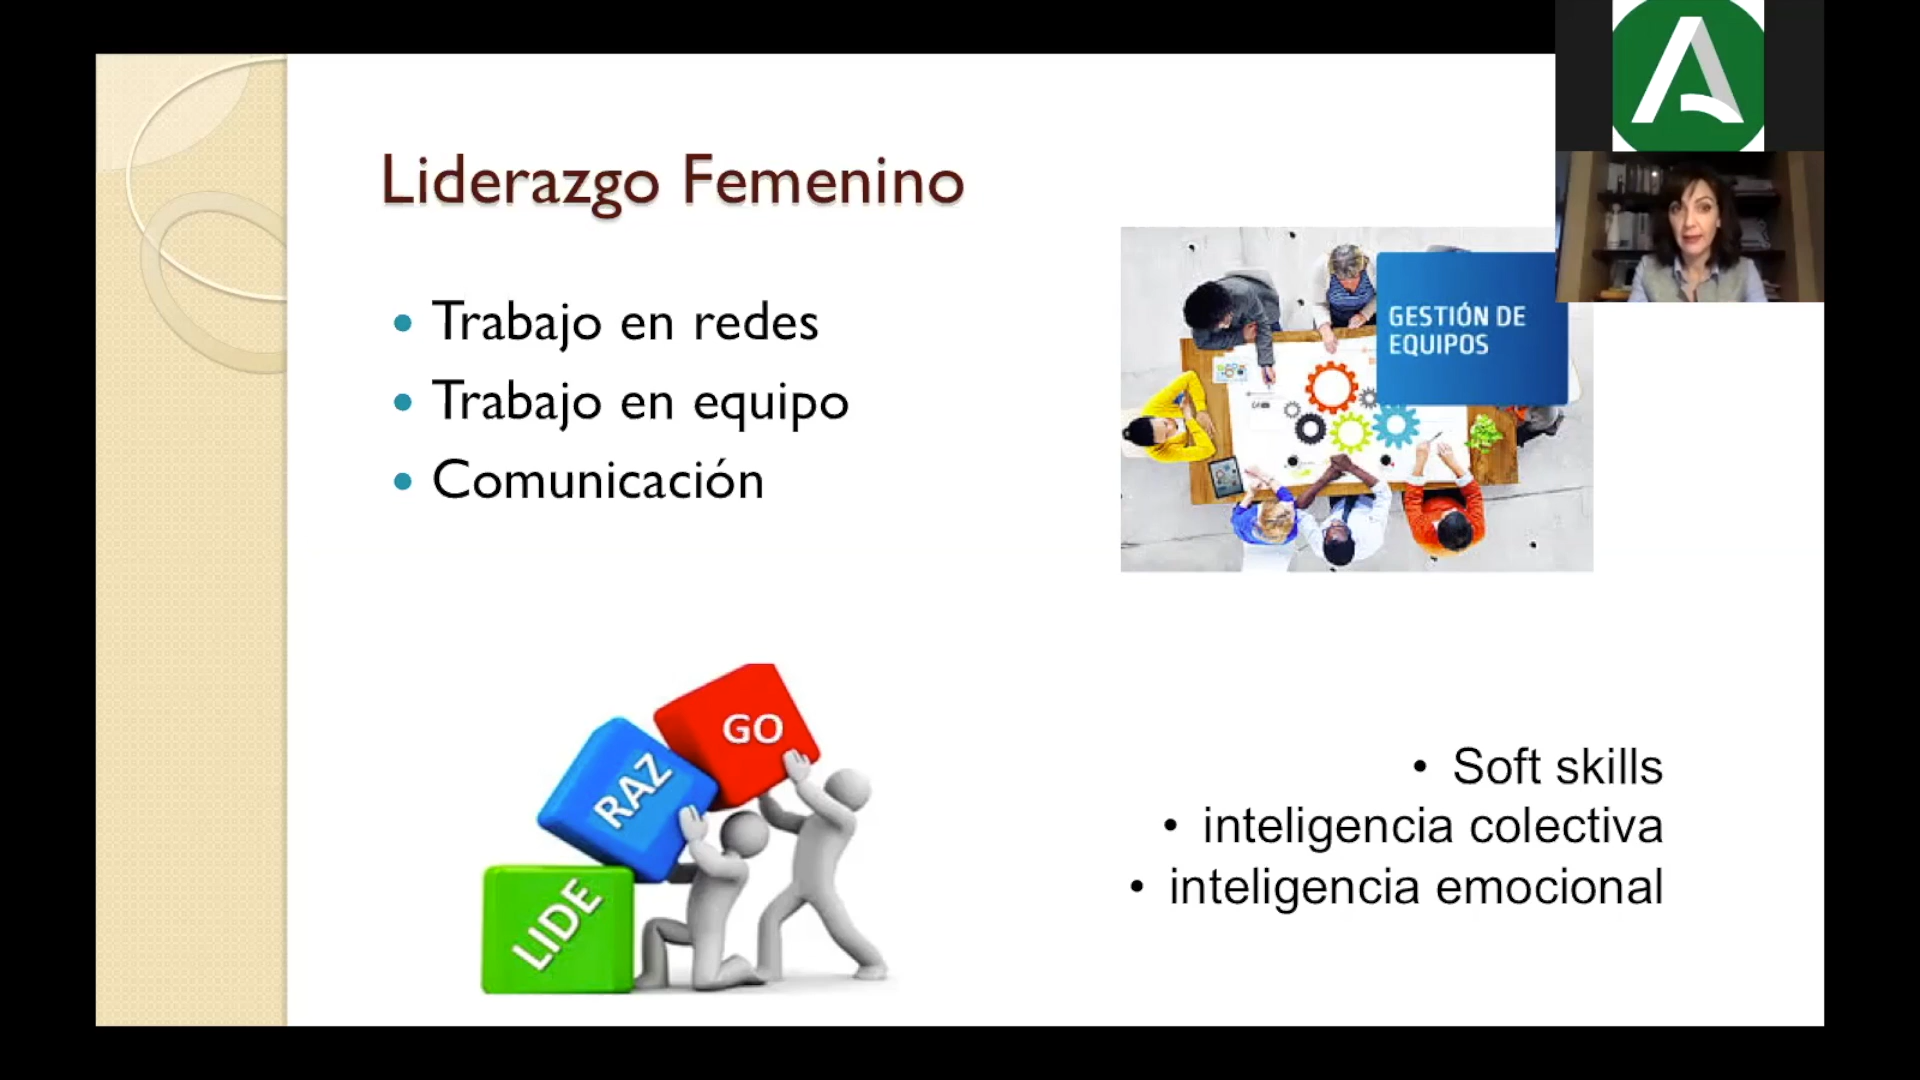 Liderazgo Femenino
Trabajo en redes
Trabajo en equipo
Comunicación
GESTIÓN DE
EQUIPOS
GO
RAZ
LIDE
• Soft skills
• inteligencia colectiva
• inteligencia emocional